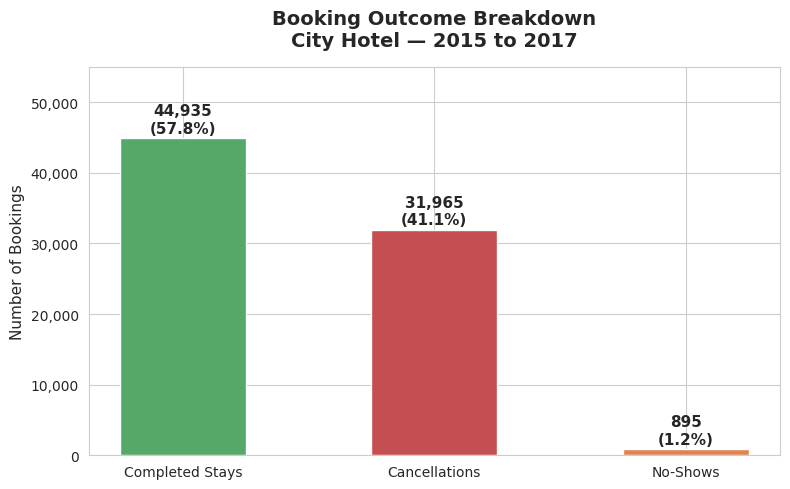 Booking Outcome Breakdown
City Hotel — 2015 to 2017
Number of Bookings
50,000
40,000
30,000
20,000
10,000
0
44,935
(57.8%)
31,965
(41.1%)
895
(1.2%)
Completed Stays
Cancellations
No-Shows